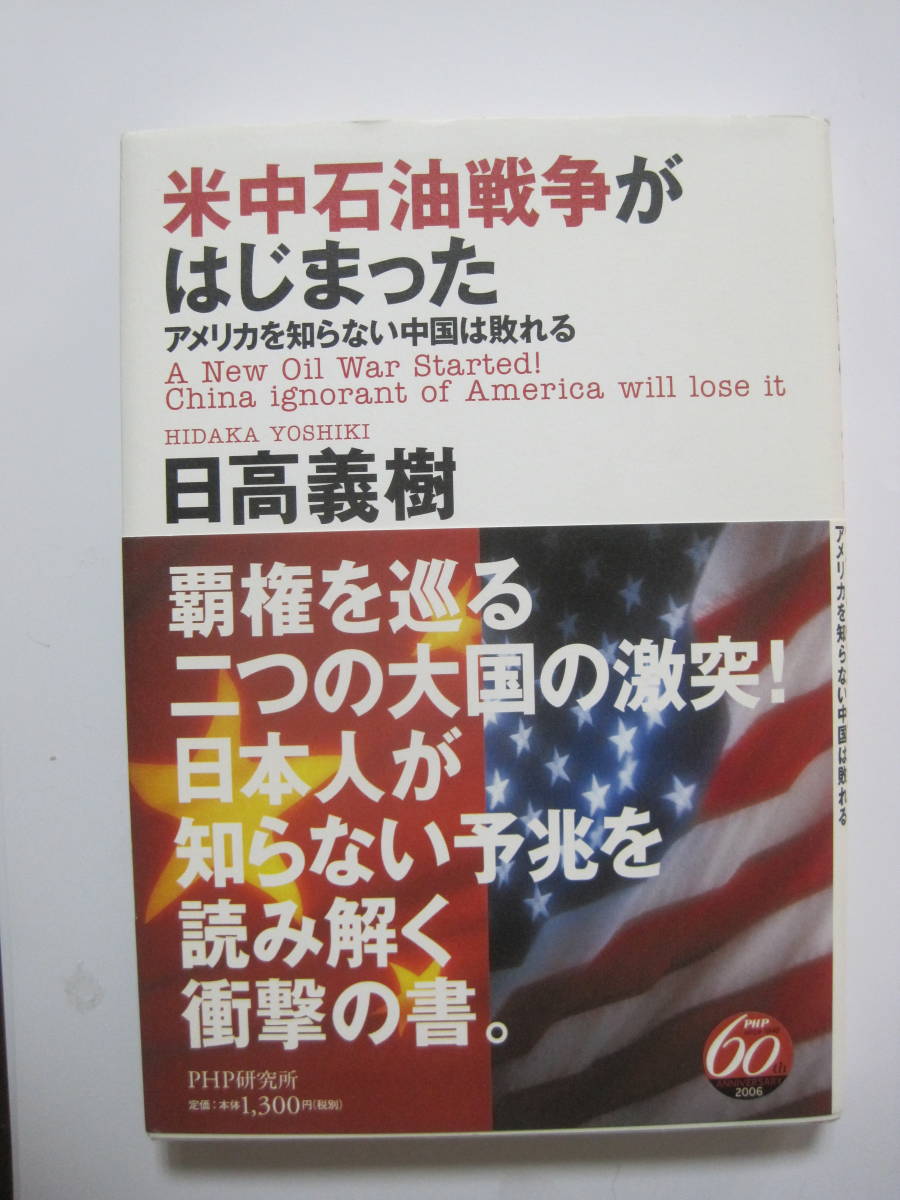 米中石油戦争が
はじまった
アメリカを知らない中国は敗れる
A New Oil War Started!
China ignorant of America will lose it
HIDAKA YOSHIKI
日高義樹
覇権を巡る
二つの大国の激突!
日本人が
知らない予兆を
読み解く
衝撃の書。
PHP研究所
定価:本体1,300円(税別)
PHP
60th
ANNIVERSARY
2006
アメリカを知らない中国は敗れる